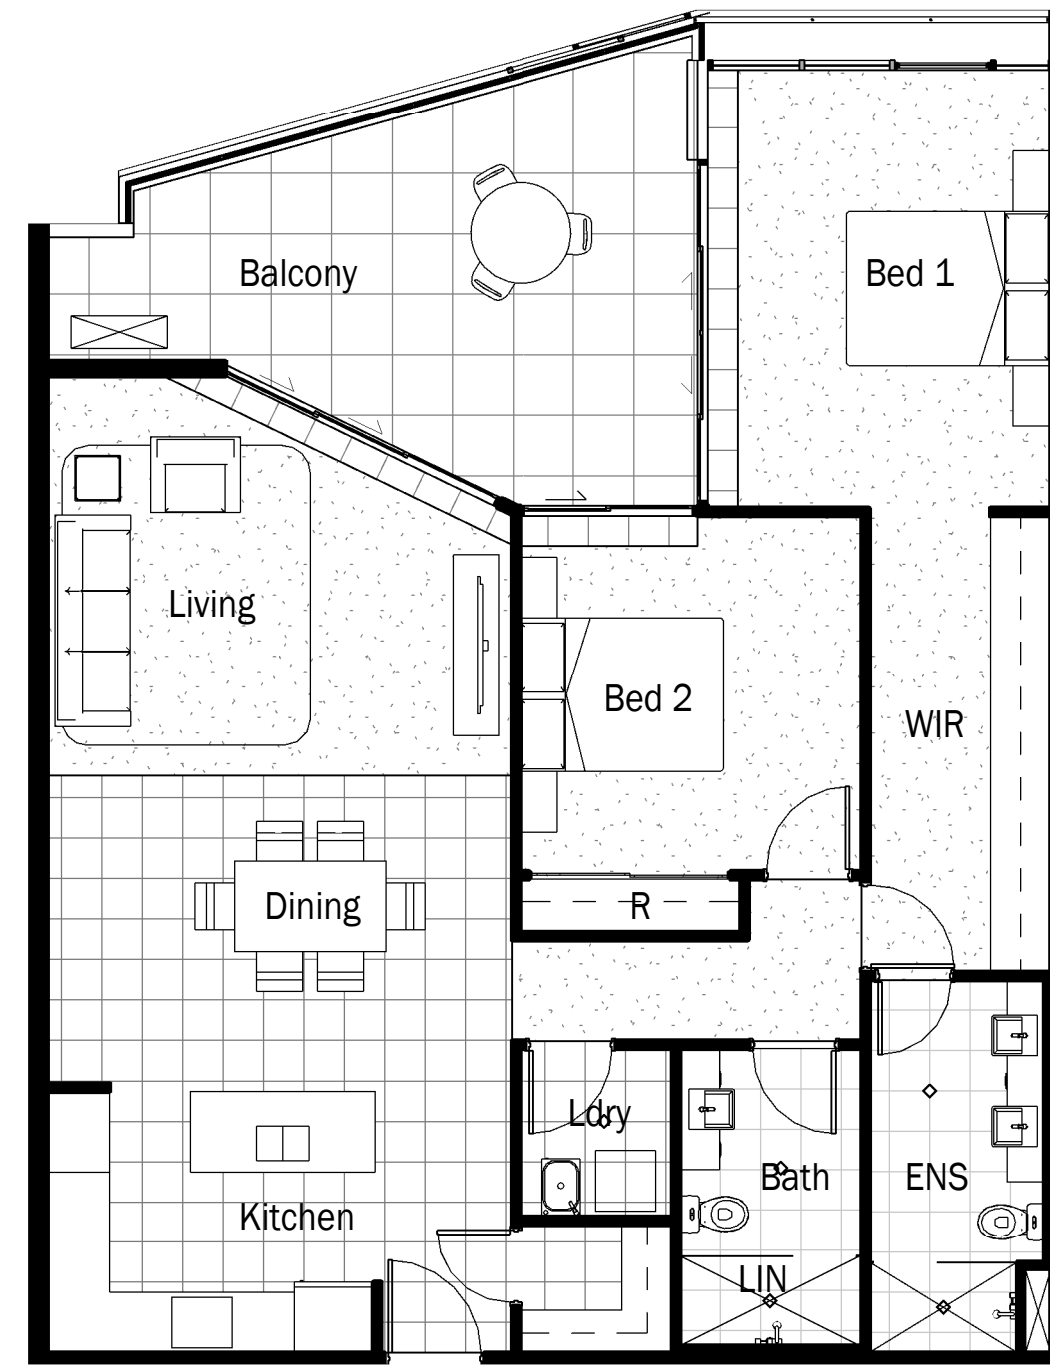 Balcony
Bed 1
Living
Bed 2
WIR
Dining
R
Ldry
Bath
ENS
Kitchen
LIN